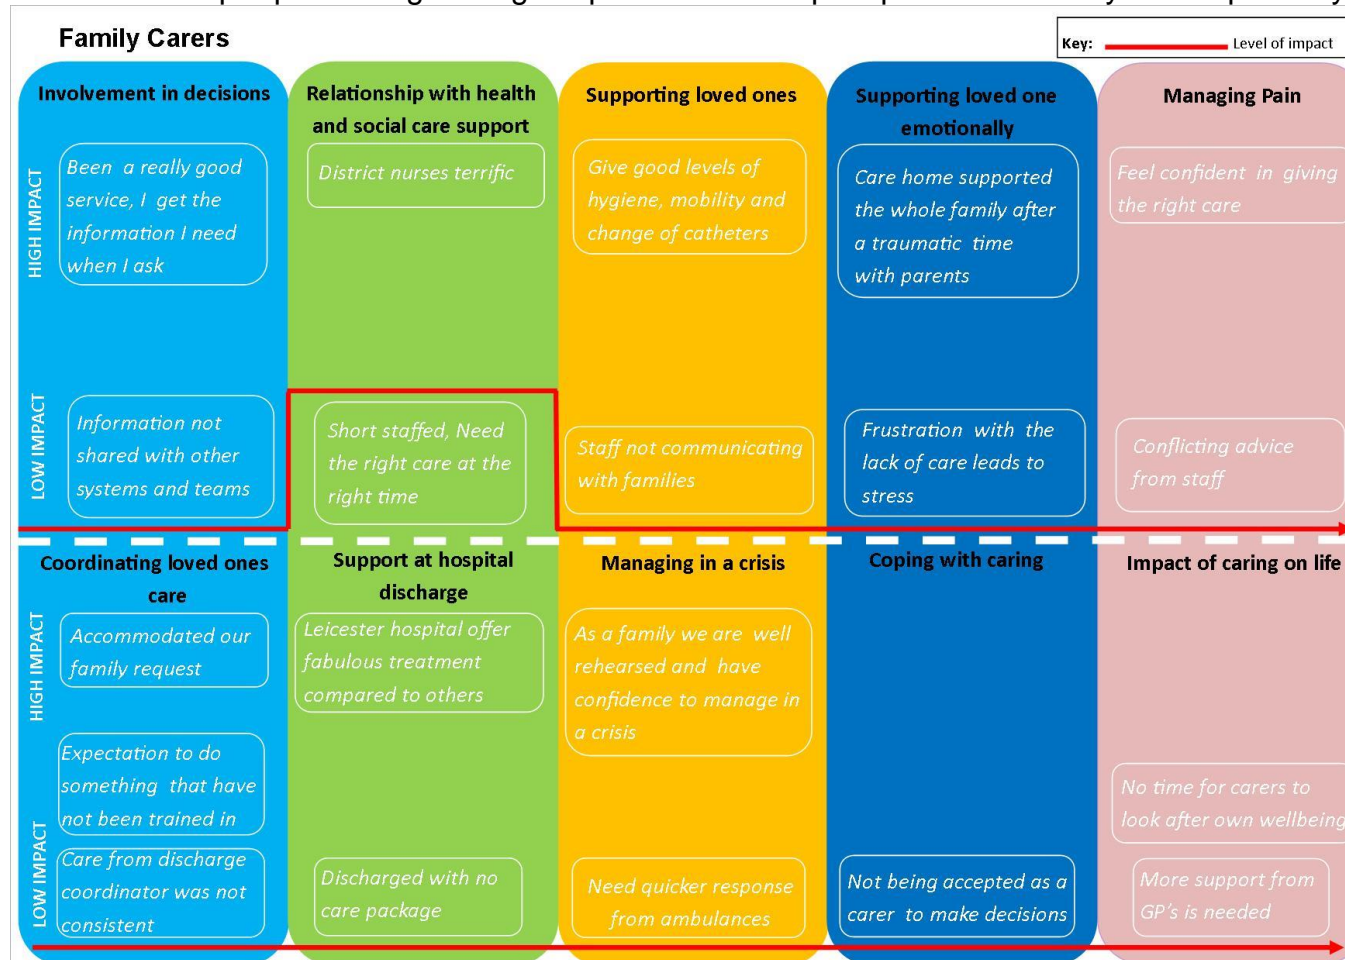 Family Carers
Key: Level of impact
Involvement in decisions
HIGH IMPACT
Been a really good
service, I get the
information I need
when I ask
LOW IMPACT
Information not
shared with other
systems and teams
Relationship with health
and social care support
District nurses terrific
Short staffed, Need
the right care at the
right time
Supporting loved ones
Give good levels of
hygiene, mobility and
change of catheters
Staff not communicating
with families
Supporting loved one
emotionally
Care home supported
the whole family after
a traumatic time
with parents
Frustration with the
lack of care leads to
stress
Managing Pain
Feel confident in giving
the right care
Conflicting advice
from staff
Coordinating loved ones
care
HIGH IMPACT
Accommodated our
family request
Expectation to do
something that have
not been trained in
LOW IMPACT
Care from discharge
coordinator was not
consistent
Support at hospital
discharge
Leicester hospital offer
fabulous treatment
compared to others
Discharged with no
care package
Managing in a crisis
As a family we are well
rehearsed and have
confidence to manage in
a crisis
Need quicker response
from ambulances
Coping with caring
Not being accepted as a
carer to make decisions
Impact of caring on life
No time for carers to
look after own wellbeing
More support from
GP's is needed